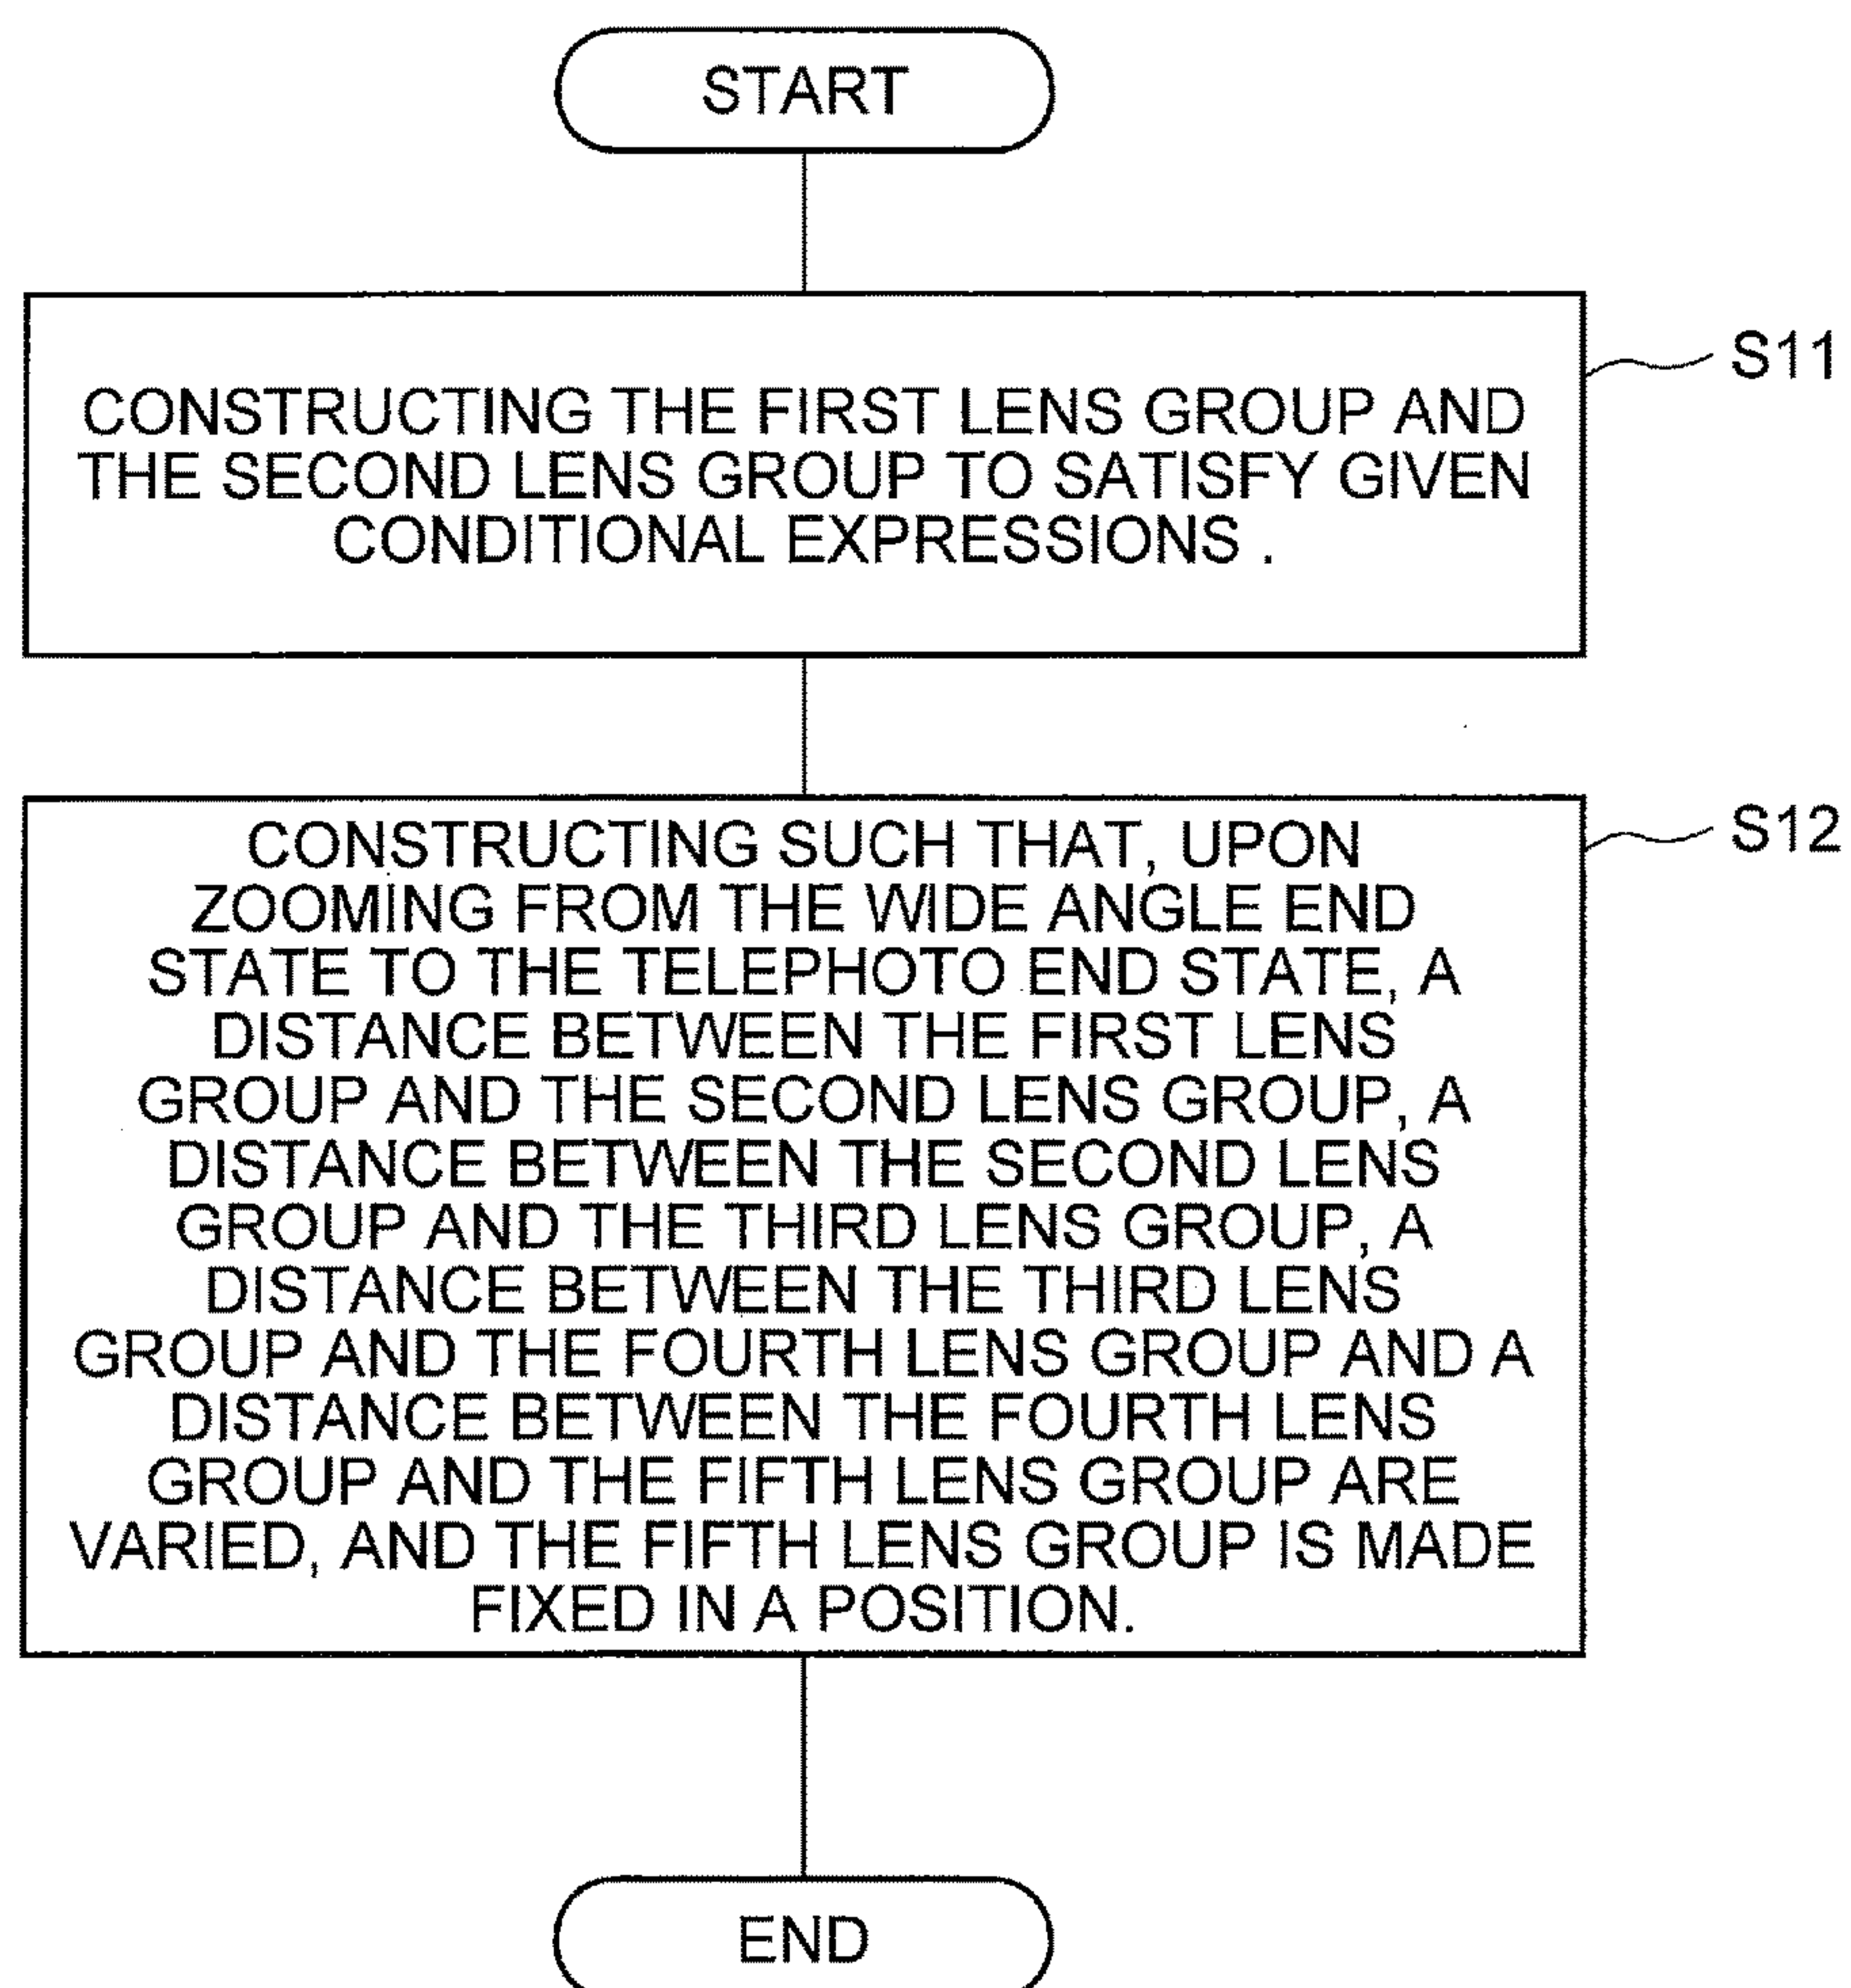 START
S11
CONSTRUCTING THE FIRST LENS GROUP AND
THE SECOND LENS GROUP TO SATISFY GIVEN
CONDITIONAL EXPRESSIONS .
S12
CONSTRUCTING SUCH THAT, UPON
ZOOMING FROM THE WIDE ANGLE END
STATE TO THE TELEPHOTO END STATE, A
DISTANCE BETWEEN THE FIRST LENS
GROUP AND THE SECOND LENS GROUP, A
DISTANCE BETWEEN THE SECOND LENS
GROUP AND THE THIRD LENS GROUP, A
DISTANCE BETWEEN THE THIRD LENS
GROUP AND THE FOURTH LENS GROUP AND A
DISTANCE BETWEEN THE FOURTH LENS
GROUP AND THE FIFTH LENS GROUP ARE
VARIED, AND THE FIFTH LENS GROUP IS MADE
FIXED IN A POSITION.
END